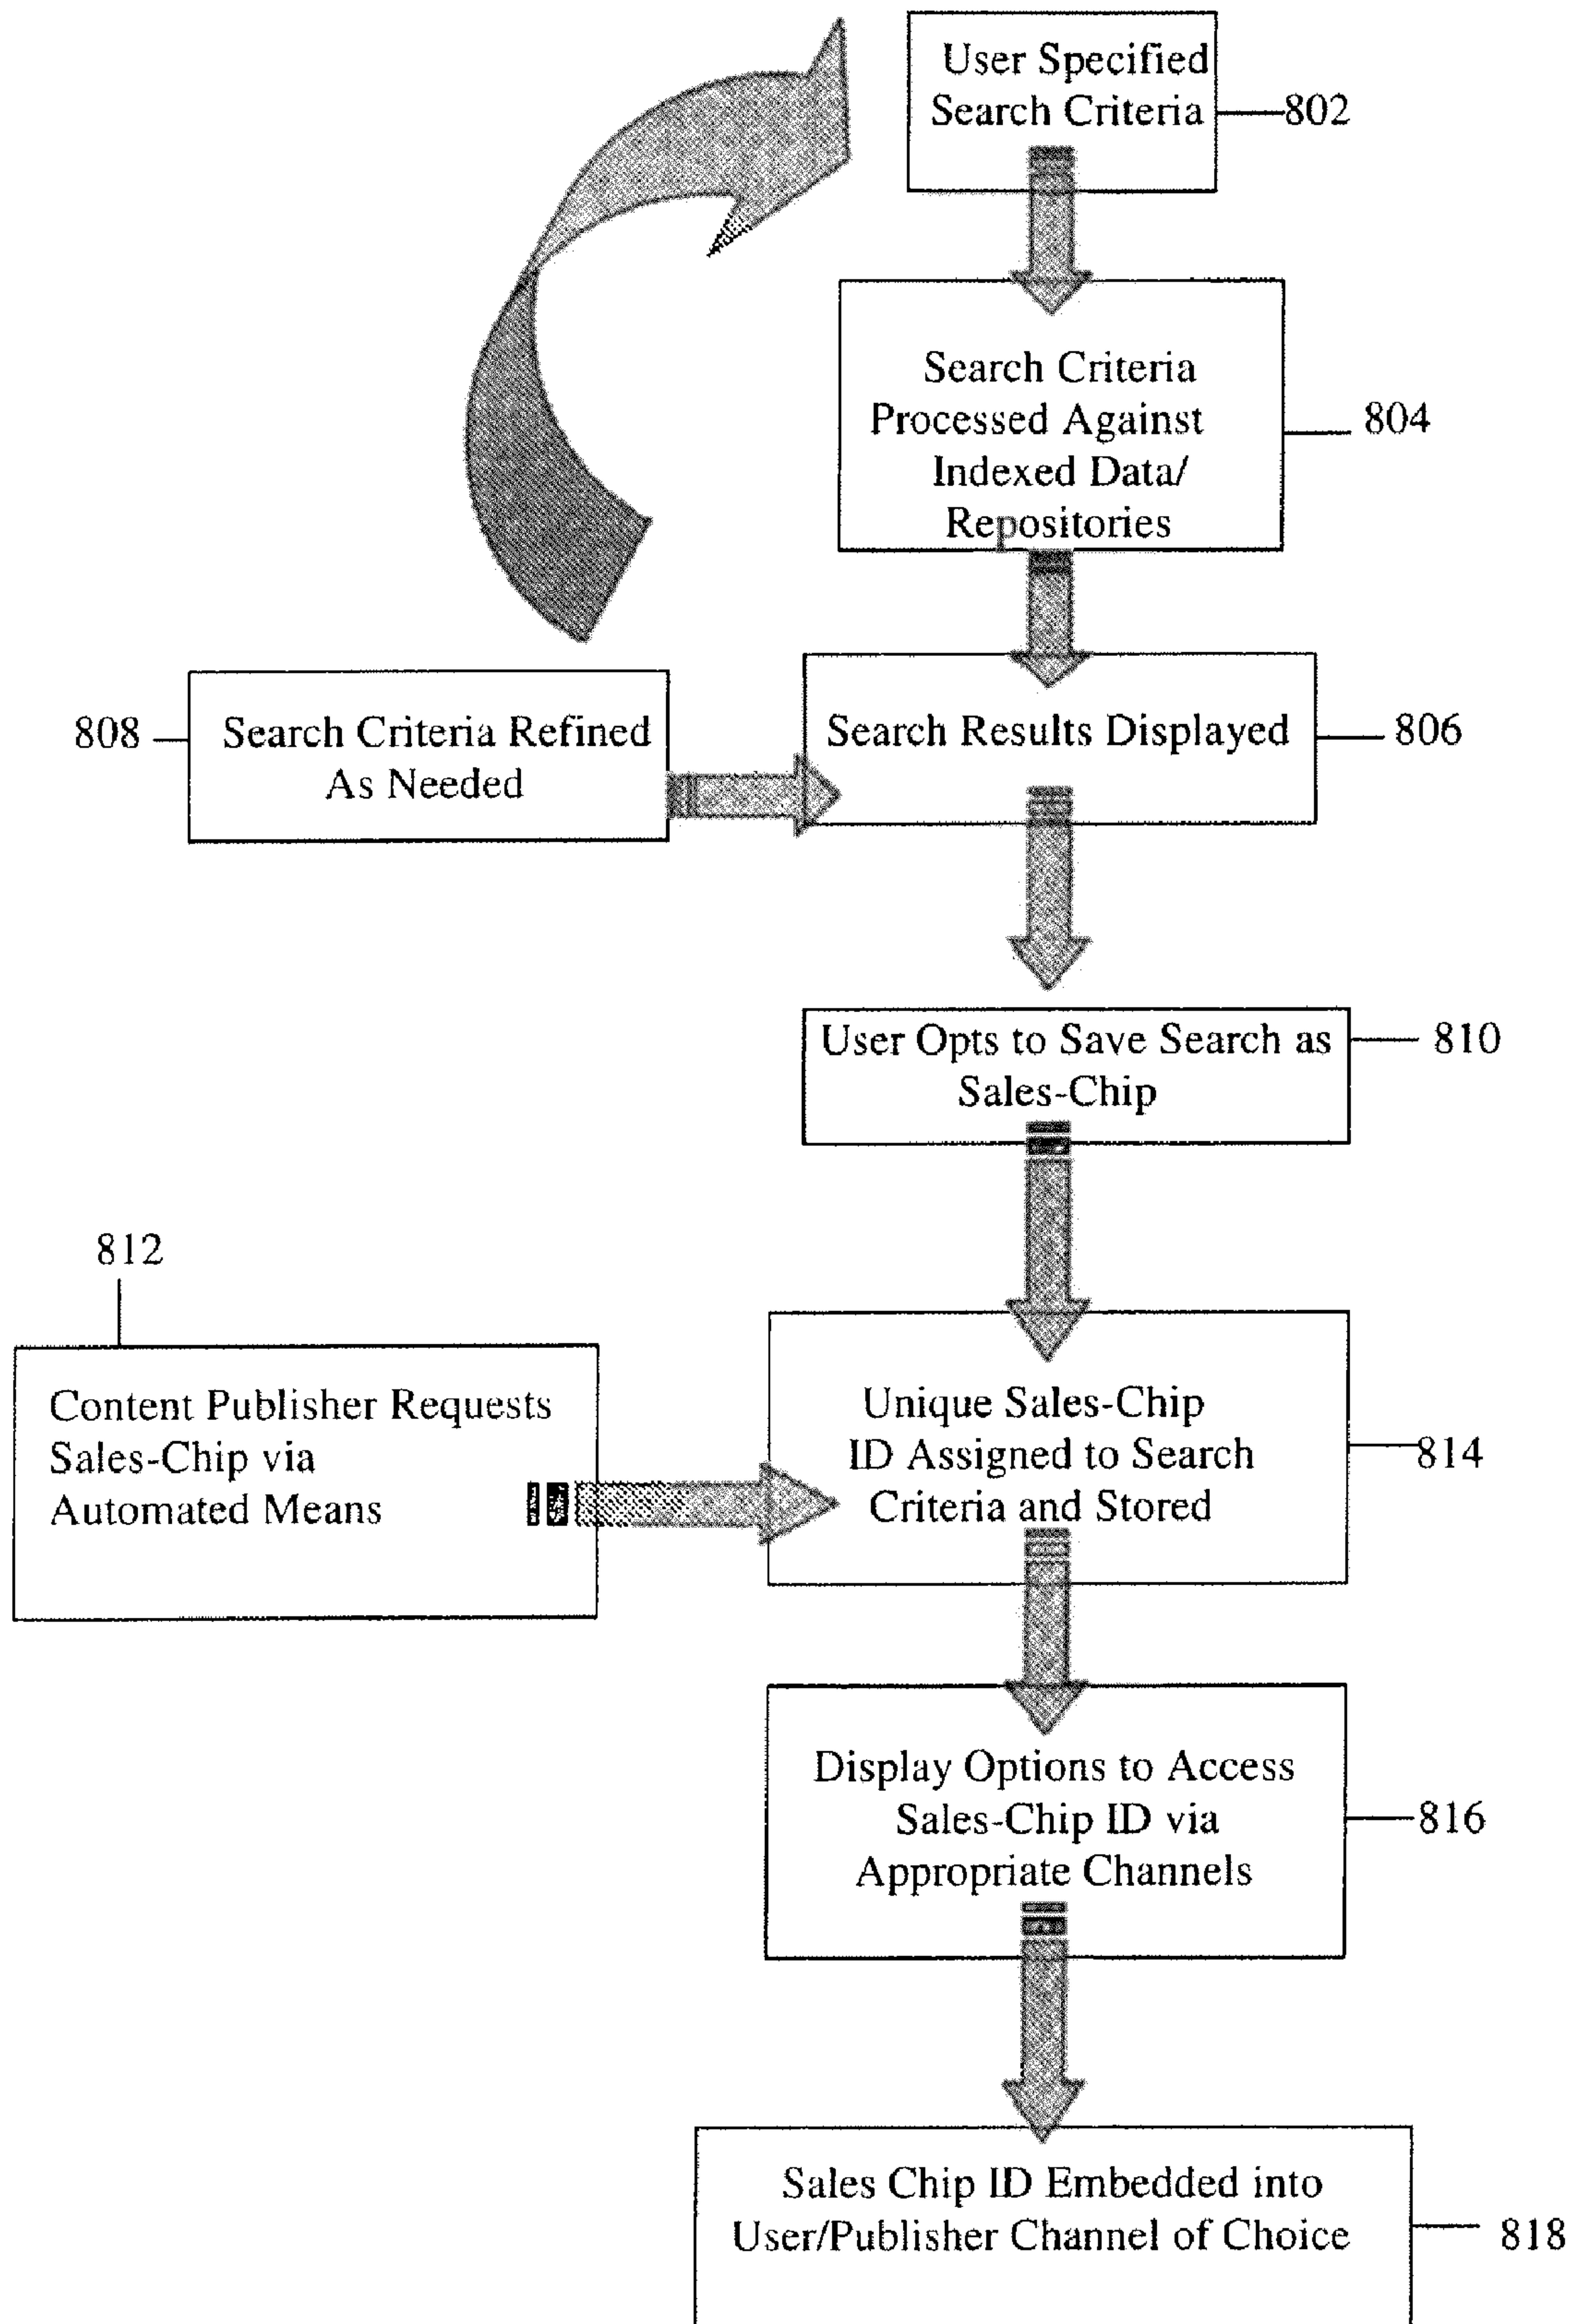 User Specified
Search Criteria
802
Search Criteria
Processed Against
Indexed Data/
Repositories
804
808
Search Criteria Refined
As Needed
Search Results Displayed
806
User Opts to Save Search as
Sales-Chip
810
812
Content Publisher Requests
Sales-Chip via
Automated Means
Unique Sales-Chip
ID Assigned to Search
Criteria and Stored
814
Display Options to Access
Sales-Chip ID via
Appropriate Channels
816
Sales Chip ID Embedded into
User/Publisher Channel of Choice
818